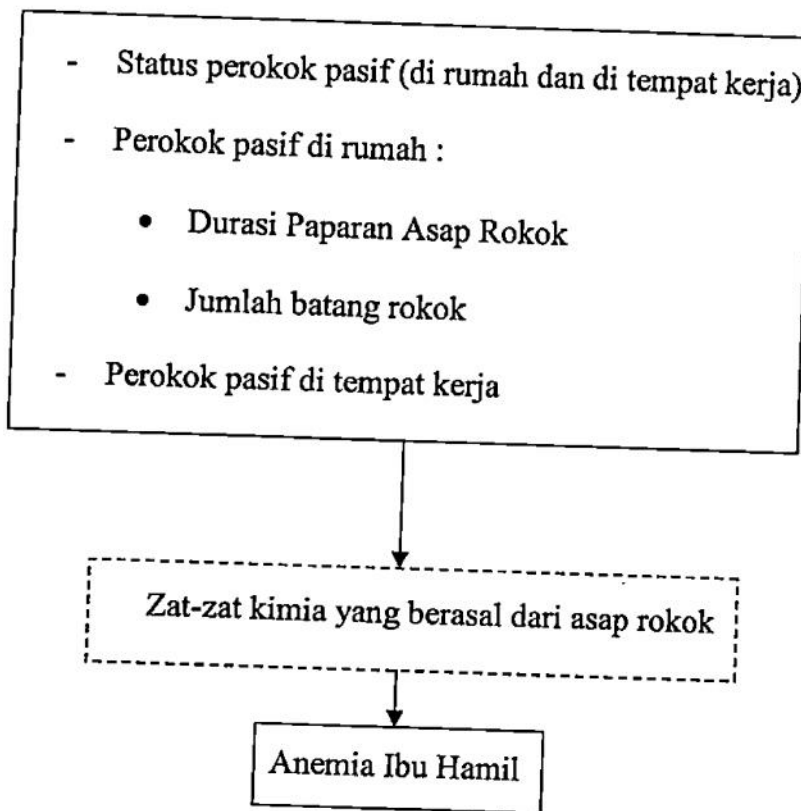 - Status perokok pasif (di rumah dan di tempat kerja)
- Perokok pasif di rumah :
• Durasi Paparan Asap Rokok
• Jumlah batang rokok
- Perokok pasif di tempat kerja
Zat-zat kimia yang berasal dari asap rokok
Anemia Ibu Hamil